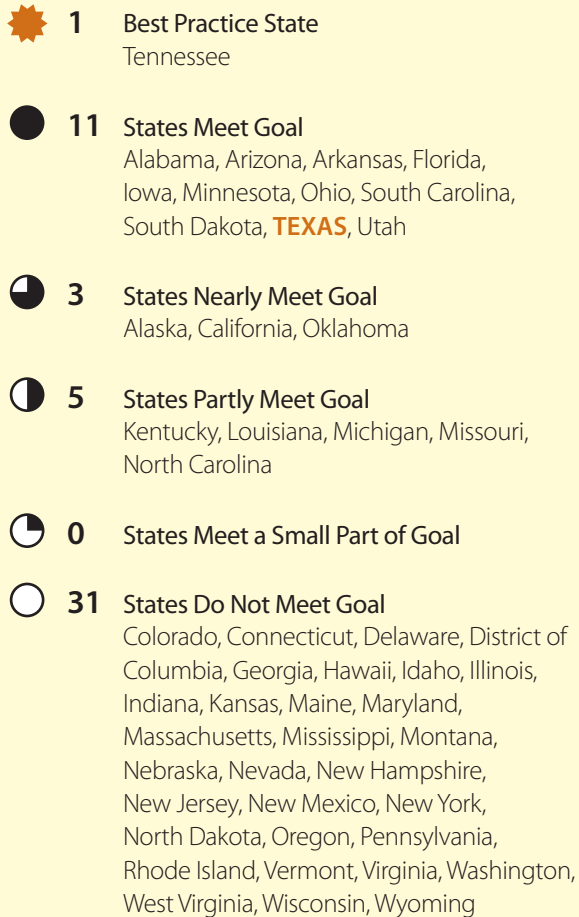 1 Best Practice State
Tennessee
11 States Meet Goal
Alabama, Arizona, Arkansas, Florida,
Iowa, Minnesota, Ohio, South Carolina,
South Dakota, TEXAS, Utah
3 States Nearly Meet Goal
Alaska, California, Oklahoma
5 States Partly Meet Goal
Kentucky, Louisiana, Michigan, Missouri,
North Carolina
0 States Meet a Small Part of Goal
31 States Do Not Meet Goal
Colorado, Connecticut, Delaware, District of
Columbia, Georgia, Hawaii, Idaho, Illinois,
Indiana, Kansas, Maine, Maryland,
Massachusetts, Mississippi, Montana,
Nebraska, Nevada, New Hampshire,
New Jersey, New Mexico, New York,
North Dakota, Oregon, Pennsylvania,
Rhode Island, Vermont, Virginia, Washington,
West Virginia, Wisconsin, Wyoming